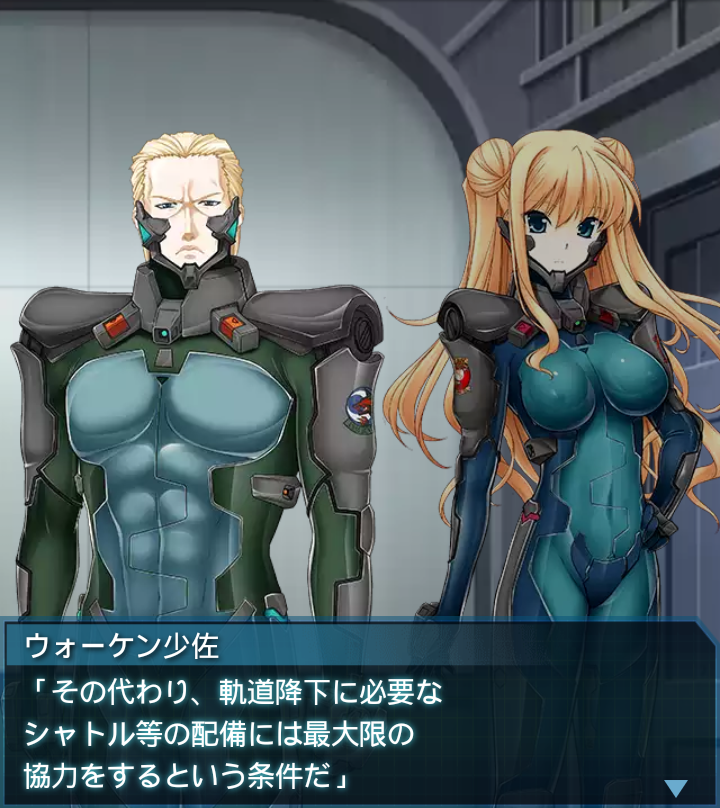 ウォーケン少佐
「その代わり、軌道降下に必要な
シャトル等の配備には最大限の
協力をするという条件だ」